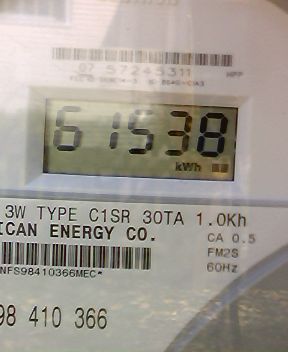 07 57245311 HPP
61538
kWh
3W TYPE C1SR 30TA 1.0Kh
ICAN ENERGY CO. CA 0.5
FM2S
NFS98410366MEC* 60Hz
98 410 366